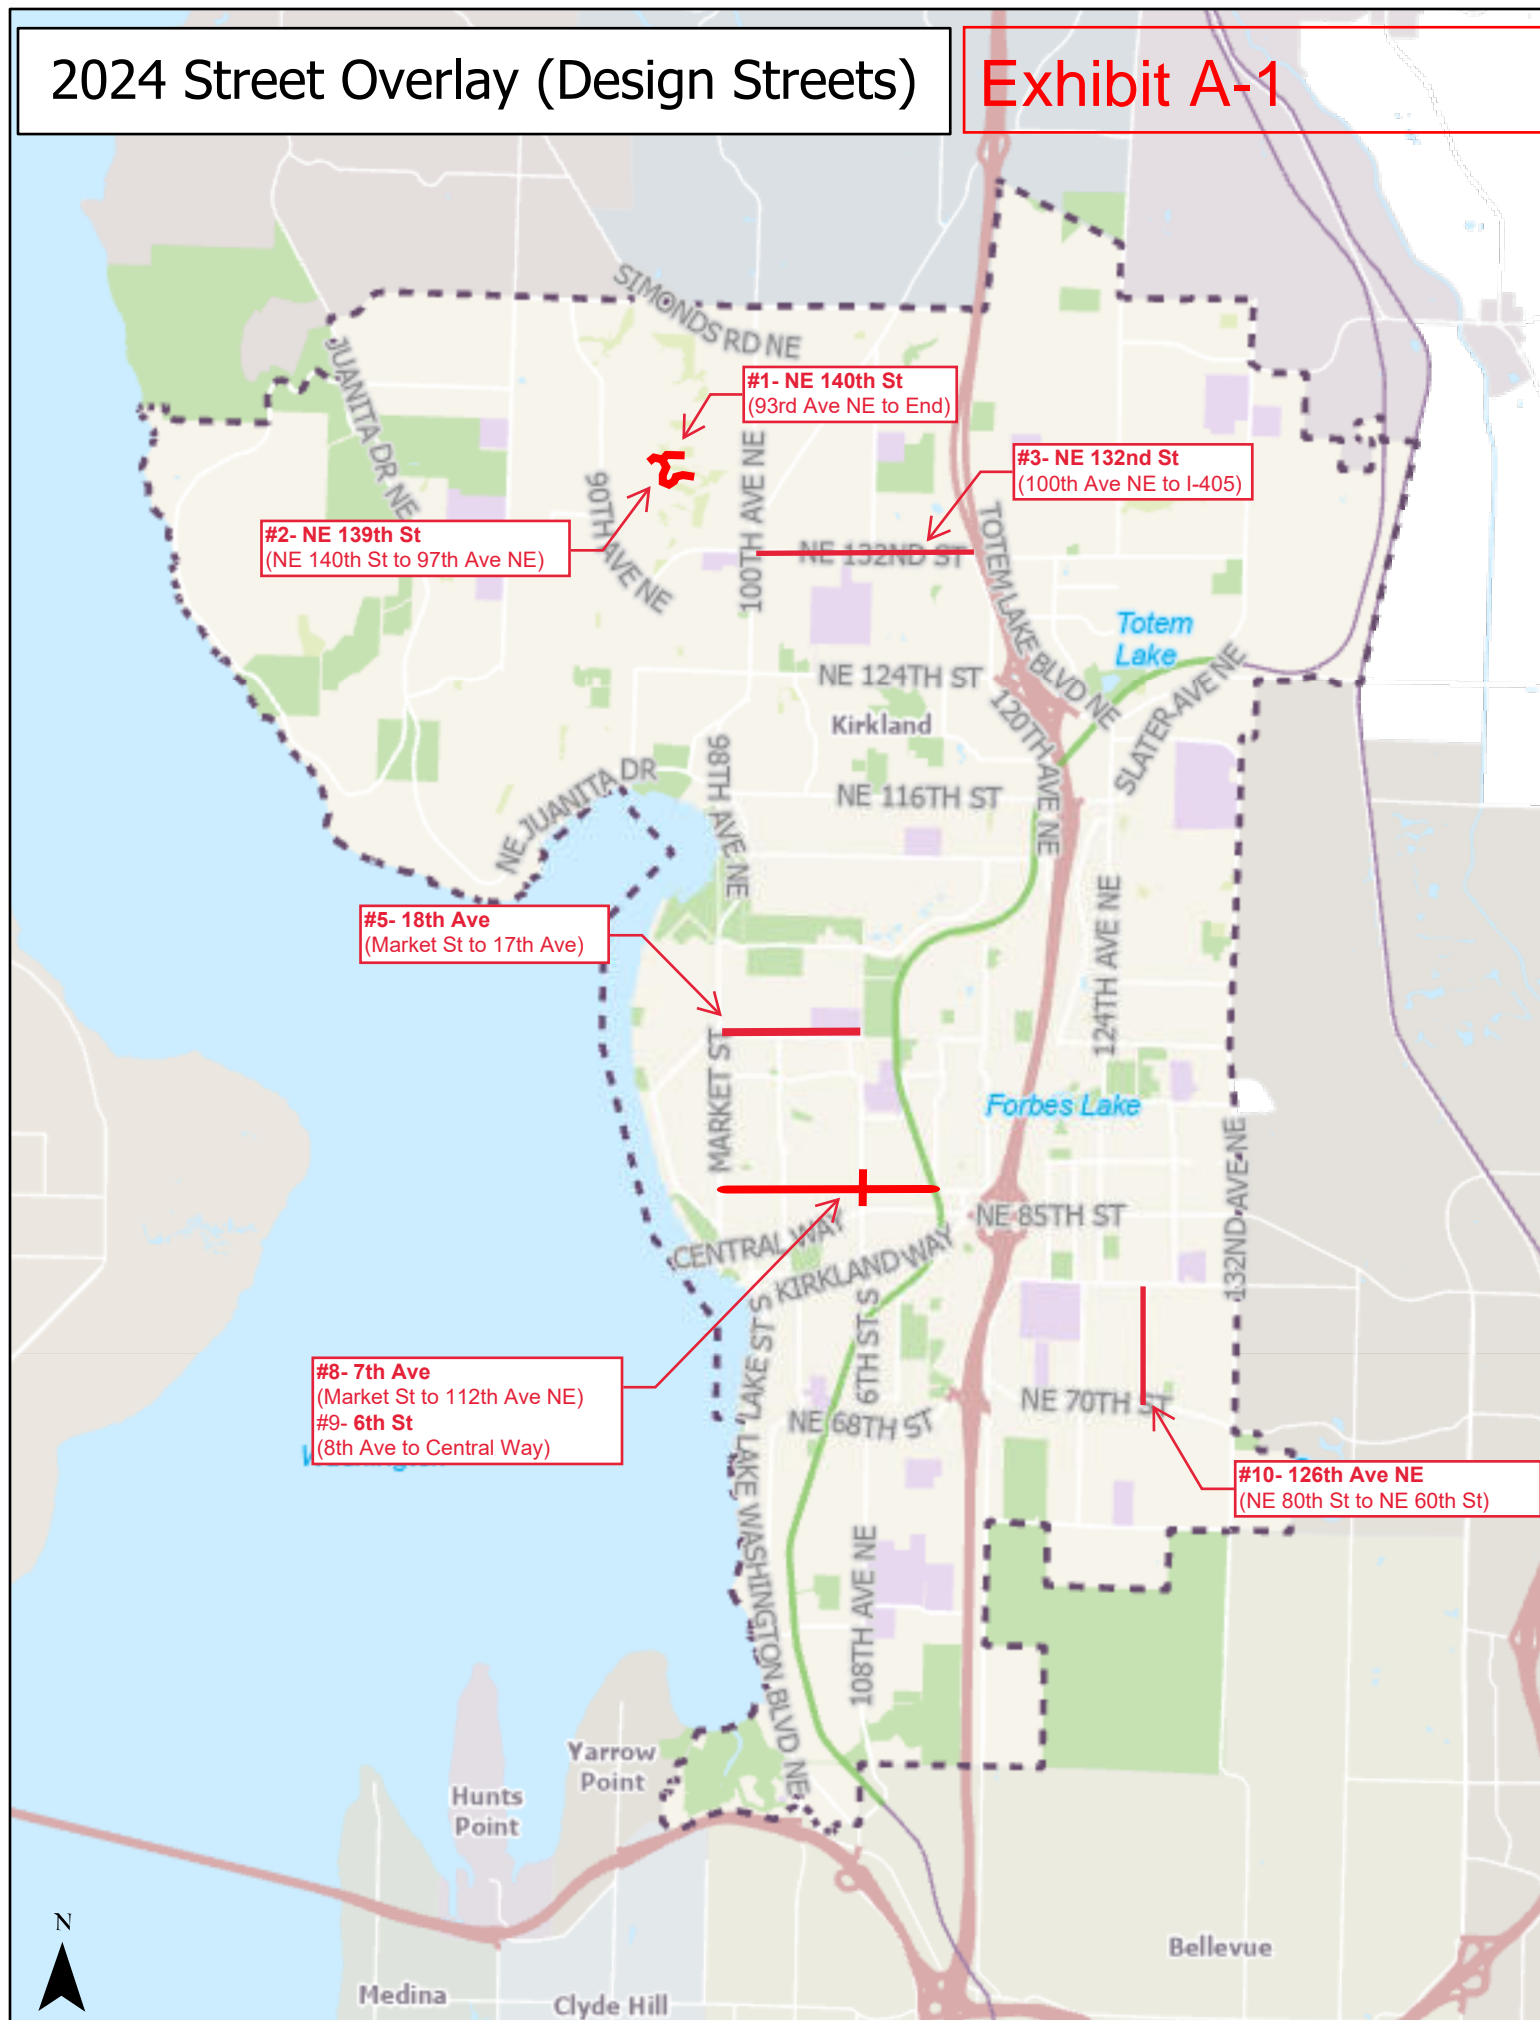 2024 Street Overlay (Design Streets)
Exhibit A-1
SIMONDS RD NE
JUANITA DR NE
#1- NE 140th St
(93rd Ave NE to End)
#3- NE 132nd St
(100th Ave NE to I-405)
#2- NE 139th St
(NE 140th St to 97th Ave NE)
90TH AVE NE
100TH AVE NE
NE 132ND ST
TOTEM LAKE BLVD NE
Totem
Lake
NE 124TH ST
SLATER AVE NE
Kirkland
120TH AVE NE
98TH AVE NE
NE JUANITA DR
NE 116TH ST
124TH AVE NE
#5- 18th Ave
(Market St to 17th Ave)
MARKET ST
Forbes Lake
132ND AVE NE
NE 85TH ST
CENTRAL WAY
KIRKLAND WAY
LAKE ST S
6TH ST S
#8- 7th Ave
(Market St to 112th Ave NE)
#9- 6th St
(8th Ave to Central Way)
NE 70TH ST
NE 68TH ST
LAKE WASHINGTON BLVD NE
#10- 126th Ave NE
(NE 80th St to NE 60th St)
108TH AVE NE
Yarrow
Point
Hunts
Point
N
Bellevue
Medina
Clyde Hill